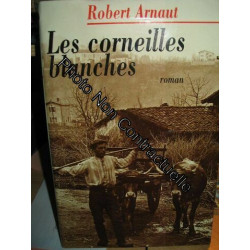 Robert Arnaut
Les corneilles
blanches
roman
Photo Non Contractuelle